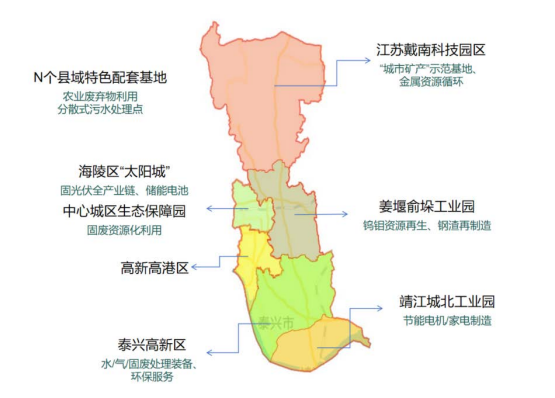 江苏戴南科技园区
“城市矿产”示范基地、
金属资源循环
N个县域特色配套基地
农业废弃物利用
分散式污水处理点
海陵区“太阳城”
固光伏全产业链、储能电池
中心城区生态保障园
固废资源化利用
姜堰俞垛工业园
钨钼资源再生、钢渣再制造
高新高港区
靖江城北工业园
节能电机/家电制造
泰兴市
泰兴高新区
水/气/固废处理装备、
环保服务